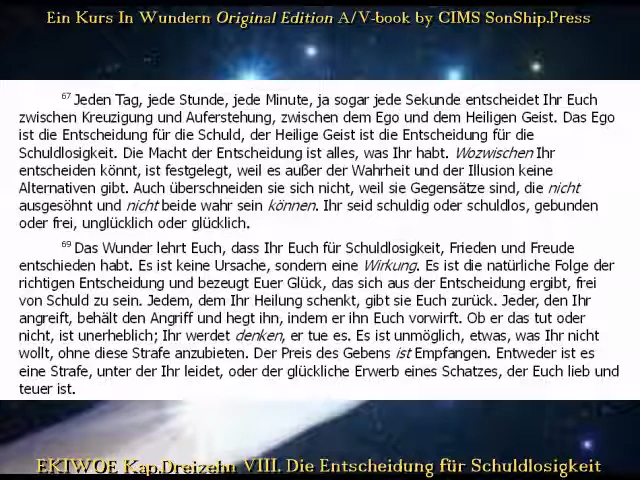 Ein Kurs In Wundern Original Edition A/V-book by CIMS SonShip.Press
67 Jeden Tag, jede Stunde, jede Minute, ja sogar jede Sekunde entscheidet Ihr Euch
zwischen Kreuzigung und Auferstehung, zwischen dem Ego und dem Heiligen Geist. Das Ego
ist die Entscheidung für die Schuld, der Heilige Geist ist die Entscheidung für die
Schuldlosigkeit. Die Macht der Entscheidung ist alles, was Ihr habt. Wozwischen Ihr
entscheiden könnt, ist festgelegt, weil es außer der Wahrheit und der Illusion keine
Alternativen gibt. Auch überschneiden sie sich nicht, weil sie Gegensätze sind, die nicht
ausgesöhnt und nicht beide wahr sein können. Ihr seid schuldig oder schuldlos, gebunden
oder frei, unglücklich oder glücklich.
69 Das Wunder lehrt Euch, dass Ihr Euch für Schuldlosigkeit, Frieden und Freude
entschieden habt. Es ist keine Ursache, sondern eine Wirkung. Es ist die natürliche Folge der
richtigen Entscheidung und bezeugt Euer Glück, das sich aus der Entscheidung ergibt, frei
von Schuld zu sein. Jedem, dem Ihr Heilung schenkt, gibt sie Euch zurück. Jeder, den Ihr
angreift, behält den Angriff und hegt ihn, indem er ihn Euch vorwirft. Ob er das tut oder
nicht, ist unerheblich; Ihr werdet denken, er tue es. Es ist unmöglich, etwas, was Ihr nicht
wollt, ohne diese Strafe anzubieten. Der Preis des Gebens ist Empfangen. Entweder ist es
eine Strafe, unter der Ihr leidet, oder der glückliche Erwerb eines Schatzes, der Euch lieb und
teuer ist.
EKIWOE Kap.Dreizehn VIII. Die Entscheidung für Schuldlosigkeit